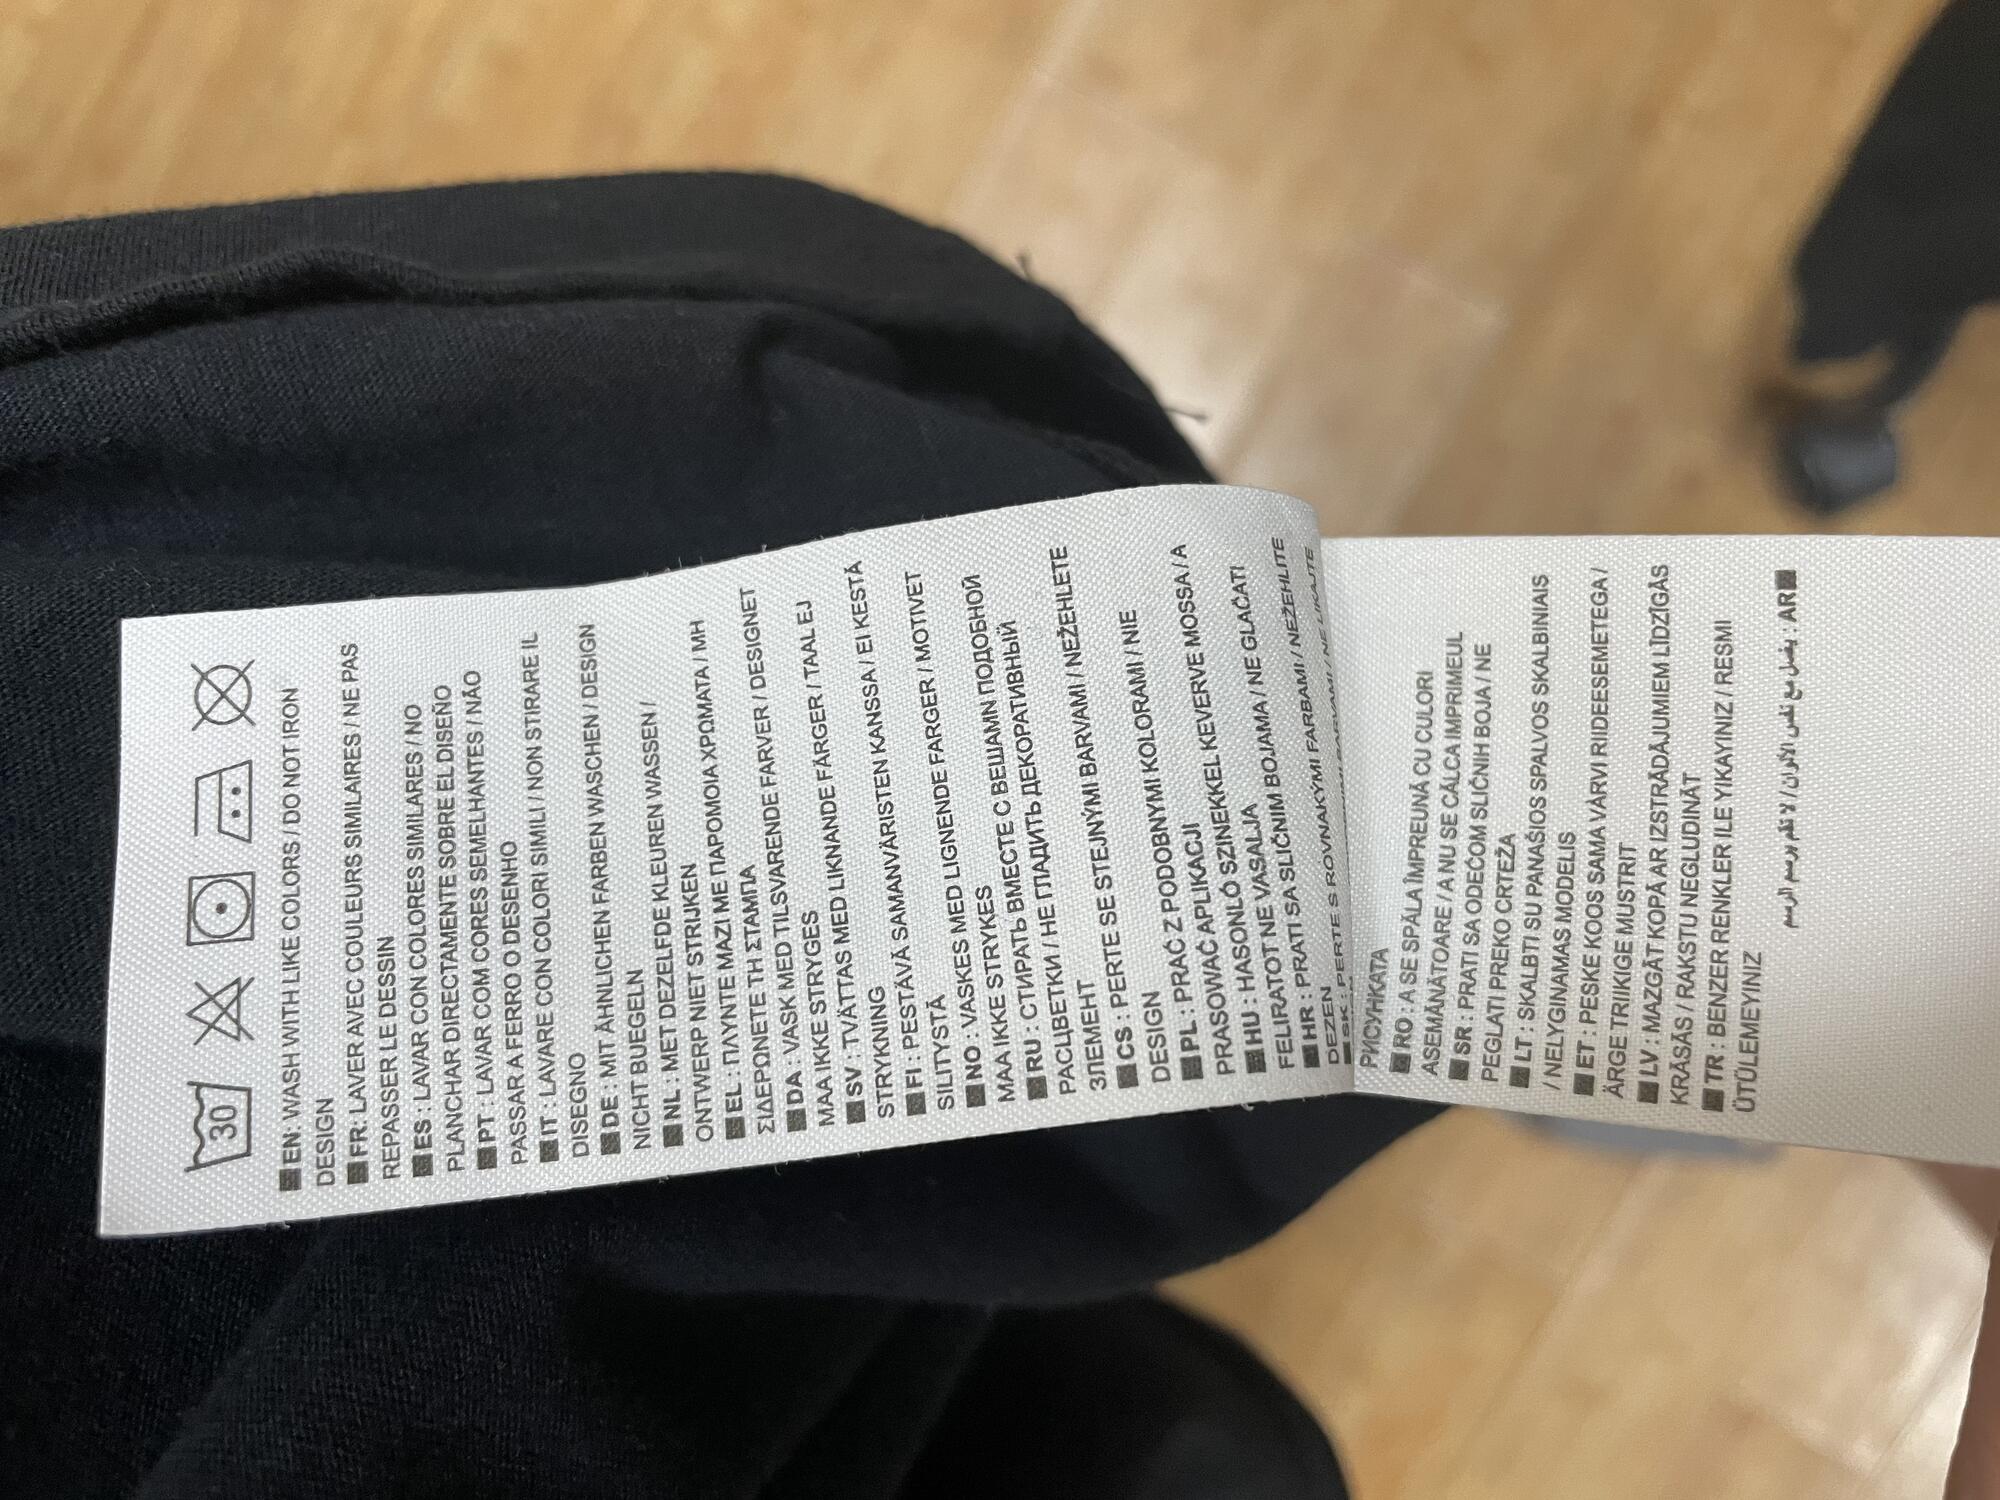 30
EN: WASH WITH LIKE COLORS / DO NOT IRON
DESIGN
FR: LAVER AVEC COULEURS SIMILAIRES / NE PAS
REPASSER LE DESSIN
ES : LAVAR CON COLORES SIMILARES / NO
PLANCHAR DIRECTAMENTE SOBRE EL DISEÑO
PT : LAVAR COM CORES SEMELHANTES / NÃO
PASSAR A FERRO O DESENHO
IT : LAVARE CON COLORI SIMILI / NON STIRARE IL
DISEGNO
DE : MIT ÄHNLICHEN FARBEN WASCHEN / DESIGN
NICHT BUEGELN
NL : MET DEZELFDE KLEUREN WASSEN /
ONTWERP NIET STRIJKEN
EL : ΠΛΥΝΤΕ ΜΑΖΙ ΜΕ ΠΑΡΟΜΟΙΑ ΧΡΩΜΑΤΑ / ΜΗ
ΣΙΔΕΡΩΝΕΤΕ ΤΗ ΣΤΑΜΠΑ
DA : VASK MED TILSVARENDE FARVER / DESIGNET
MAA IKKE STRYGES
SV : TVÄTTAS MED LIKNANDE FÄRGER / TAAL EJ
STRYKNING
FI : PESTÄVÄ SAMANVÄRISTEN KANSSA / EI KESTÄ
SILITYSTÄ
NO : VASKES MED LIGNENDE FARGER / MOTIVET
MAA IKKE STRYKES
RU : СТИРАТЬ ВМЕСТЕ С ВЕЩАМИ ПОДОБНОЙ
РАСЦВЕТКИ / НЕ ГЛАДИТЬ ДЕКОРАТИВНЫЙ
ЭЛЕМЕНТ
CS : PERTE SE STEJNÝMI BARVAMI / NEŽEHLETE
DESIGN
PL : PRAĆ Z PODOBNYMI KOLORAMI / NIE
PRASOWAĆ APLIKACJI
HU : HASONLÓ SZINEKKEL KEVERVE MOSSA / A
FELIRATOT NE VASALJA
HR : PRATI SA SLIČNIM BOJAMA / NE GLAČATI
DEZEN
SK : PERTE S ROVNAKÝMI FARBAMI / NEŽEHLITE
РИСУНКАТА
RO : A SE SPĂLA ÎMPREUNĂ CU CULORI
ASEMĂNĂTOARE / A NU SE CĂLCA IMPRIMEUL
SR : PRATI SA ODEĆOM SLIČNIH BOJA / NE
PEGLATI PREKO CRTEŽA
LT : SKALBTI SU PANAŠIOS SPALVOS SKALBINIAIS
/ NELYGINAMAS MODELIS
ET : PESKE KOOS SAMA VÄRVI RIIDEESEMETEGA /
ÄRGE TRIIKIGE MUSTRIT
LV : MAZGĀT KOPĀ AR IZSTRĀDĀJUMIEM LĪDZĪGĀS
KRĀSĀS / RAKSTU NEGLUDINĀT
TR : BENZER RENKLER ILE YIKAYINIZ / RESMI
ÜTÜLEMEYINIZ
AR : يغسل مع نفس الألوان / لا تقم برسم الرسم